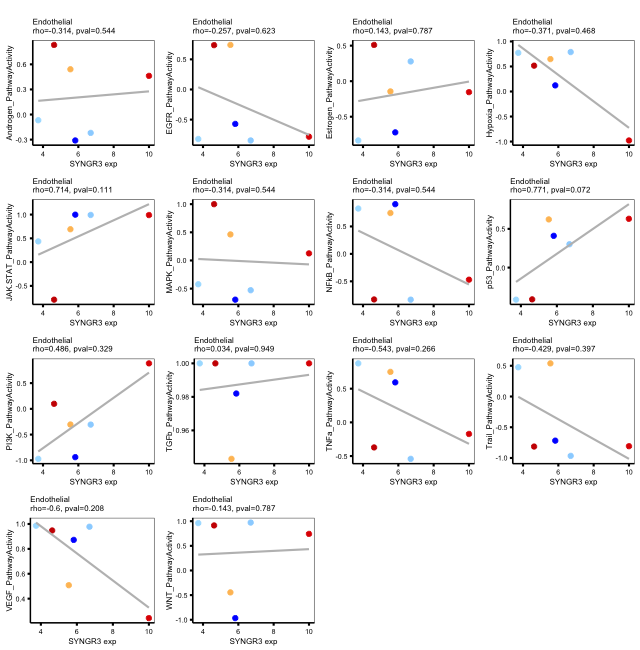 Endothelial
rho=-0.314, pval=0.544
Androgen_PathwayActivity
0.6
0.3
0.0
-0.3
4 6 8 10
SYNGR3 exp
Endothelial
rho=-0.257, pval=0.623
EGFR_PathwayActivity
0.5
0.0
-0.5
4 6 8 10
SYNGR3 exp
Endothelial
rho=0.143, pval=0.787
Estrogen_PathwayActivity
0.5
0.0
-0.5
4 6 8 10
SYNGR3 exp
Endothelial
rho=-0.371, pval=0.468
Hypoxia_PathwayActivity
1.0
0.5
0.0
-0.5
-1.0
4 6 8 10
SYNGR3 exp
Endothelial
rho=0.714, pval=0.111
JAK.STAT_PathwayActivity
1.0
0.5
0.0
-0.5
4 6 8 10
SYNGR3 exp
Endothelial
rho=-0.314, pval=0.544
MAPK_PathwayActivity
1.0
0.5
0.0
-0.5
4 6 8 10
SYNGR3 exp
Endothelial
rho=-0.314, pval=0.544
NFkB_PathwayActivity
0.5
0.0
-0.5
4 6 8 10
SYNGR3 exp
Endothelial
rho=0.771, pval=0.072
p53_PathwayActivity
0.5
0.0
4 6 8 10
SYNGR3 exp
Endothelial
rho=0.486, pval=0.329
PI3K_PathwayActivity
0.5
0.0
-0.5
-1.0
4 6 8 10
SYNGR3 exp
Endothelial
rho=0.034, pval=0.949
TGFb_PathwayActivity
1.00
0.98
0.96
4 6 8 10
SYNGR3 exp
Endothelial
rho=-0.543, pval=0.266
TNFa_PathwayActivity
0.5
0.0
-0.5
4 6 8 10
SYNGR3 exp
Endothelial
rho=-0.429, pval=0.397
Trail_PathwayActivity
0.5
0.0
-0.5
-1.0
4 6 8 10
SYNGR3 exp
Endothelial
rho=-0.6, pval=0.208
VEGF_PathwayActivity
1.0
0.8
0.6
0.4
4 6 8 10
SYNGR3 exp
Endothelial
rho=-0.143, pval=0.787
WNT_PathwayActivity
1.0
0.5
0.0
-0.5
-1.0
4 6 8 10
SYNGR3 exp